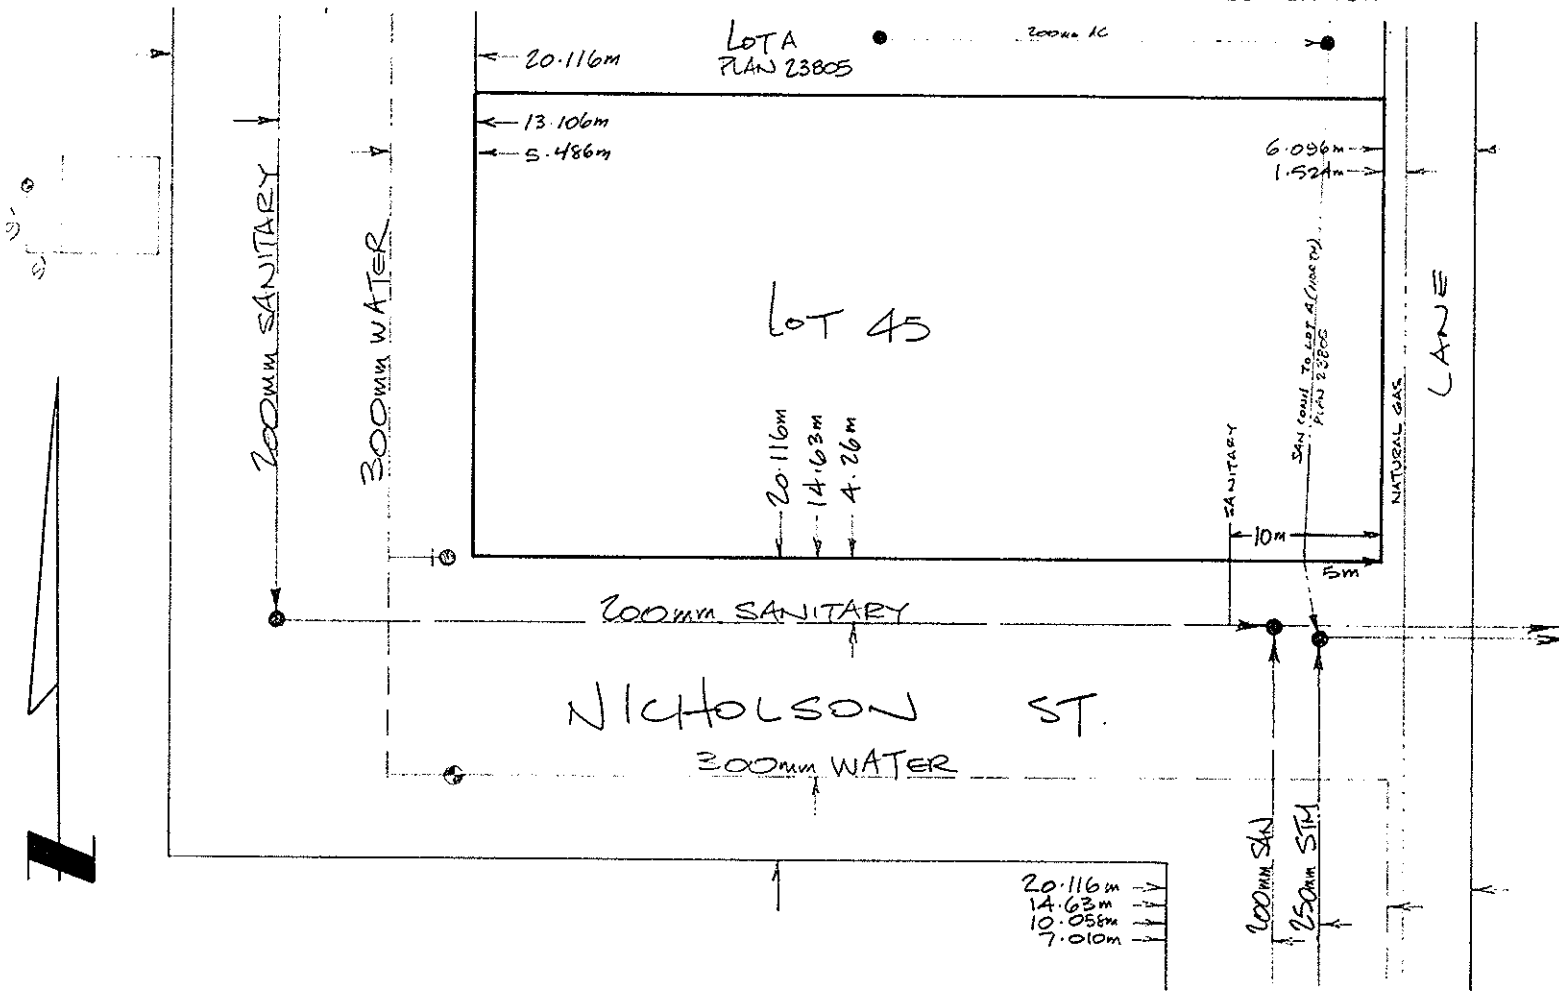 LOT A
PLAN 23805
200mm AC
20.116m
13.106m
5.486m
6.096m
1.524m
200mm SANITARY
300mm WATER
LOT 45
SAN CONN TO LOT A (NORTH)
PLAN 23805
LANE
NATURAL GAS
20.116m
14.63m
4.26m
SANITARY
10m
5m
200mm SANITARY
NICHOLSON ST.
300mm WATER
200mm SAN
250mm STM
20.116m
14.63m
10.058m
7.010m